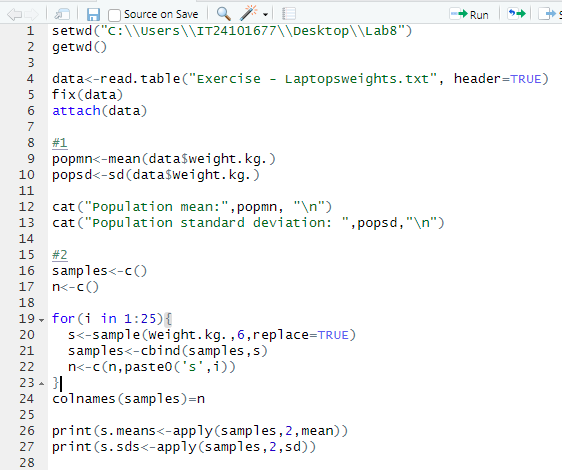 Source on Save Run
1 setwd("C:\\Users\\IT24101677\\Desktop\\Lab8")
2 getwd()
3
4 data<-read.table("Exercise - Laptopsweights.txt", header=TRUE)
5 fix(data)
6 attach(data)
7
8 #1
9 popmn<-mean(data$weight.kg.)
10 popsd<-sd(data$weight.kg.)
11
12 cat("Population mean:",popmn, "\n")
13 cat("Population standard deviation: ",popsd,"\n")
14
15 #2
16 samples<-c()
17 n<-c()
18
19 for(i in 1:25){
20 s<-sample(Weight.kg.,6,replace=TRUE)
21 samples<-cbind(samples,s)
22 n<-c(n,paste0('s',i))
23 }
24 colnames(samples)=n
25
26 print(s.means<-apply(samples,2,mean))
27 print(s.sds<-apply(samples,2,sd))
28